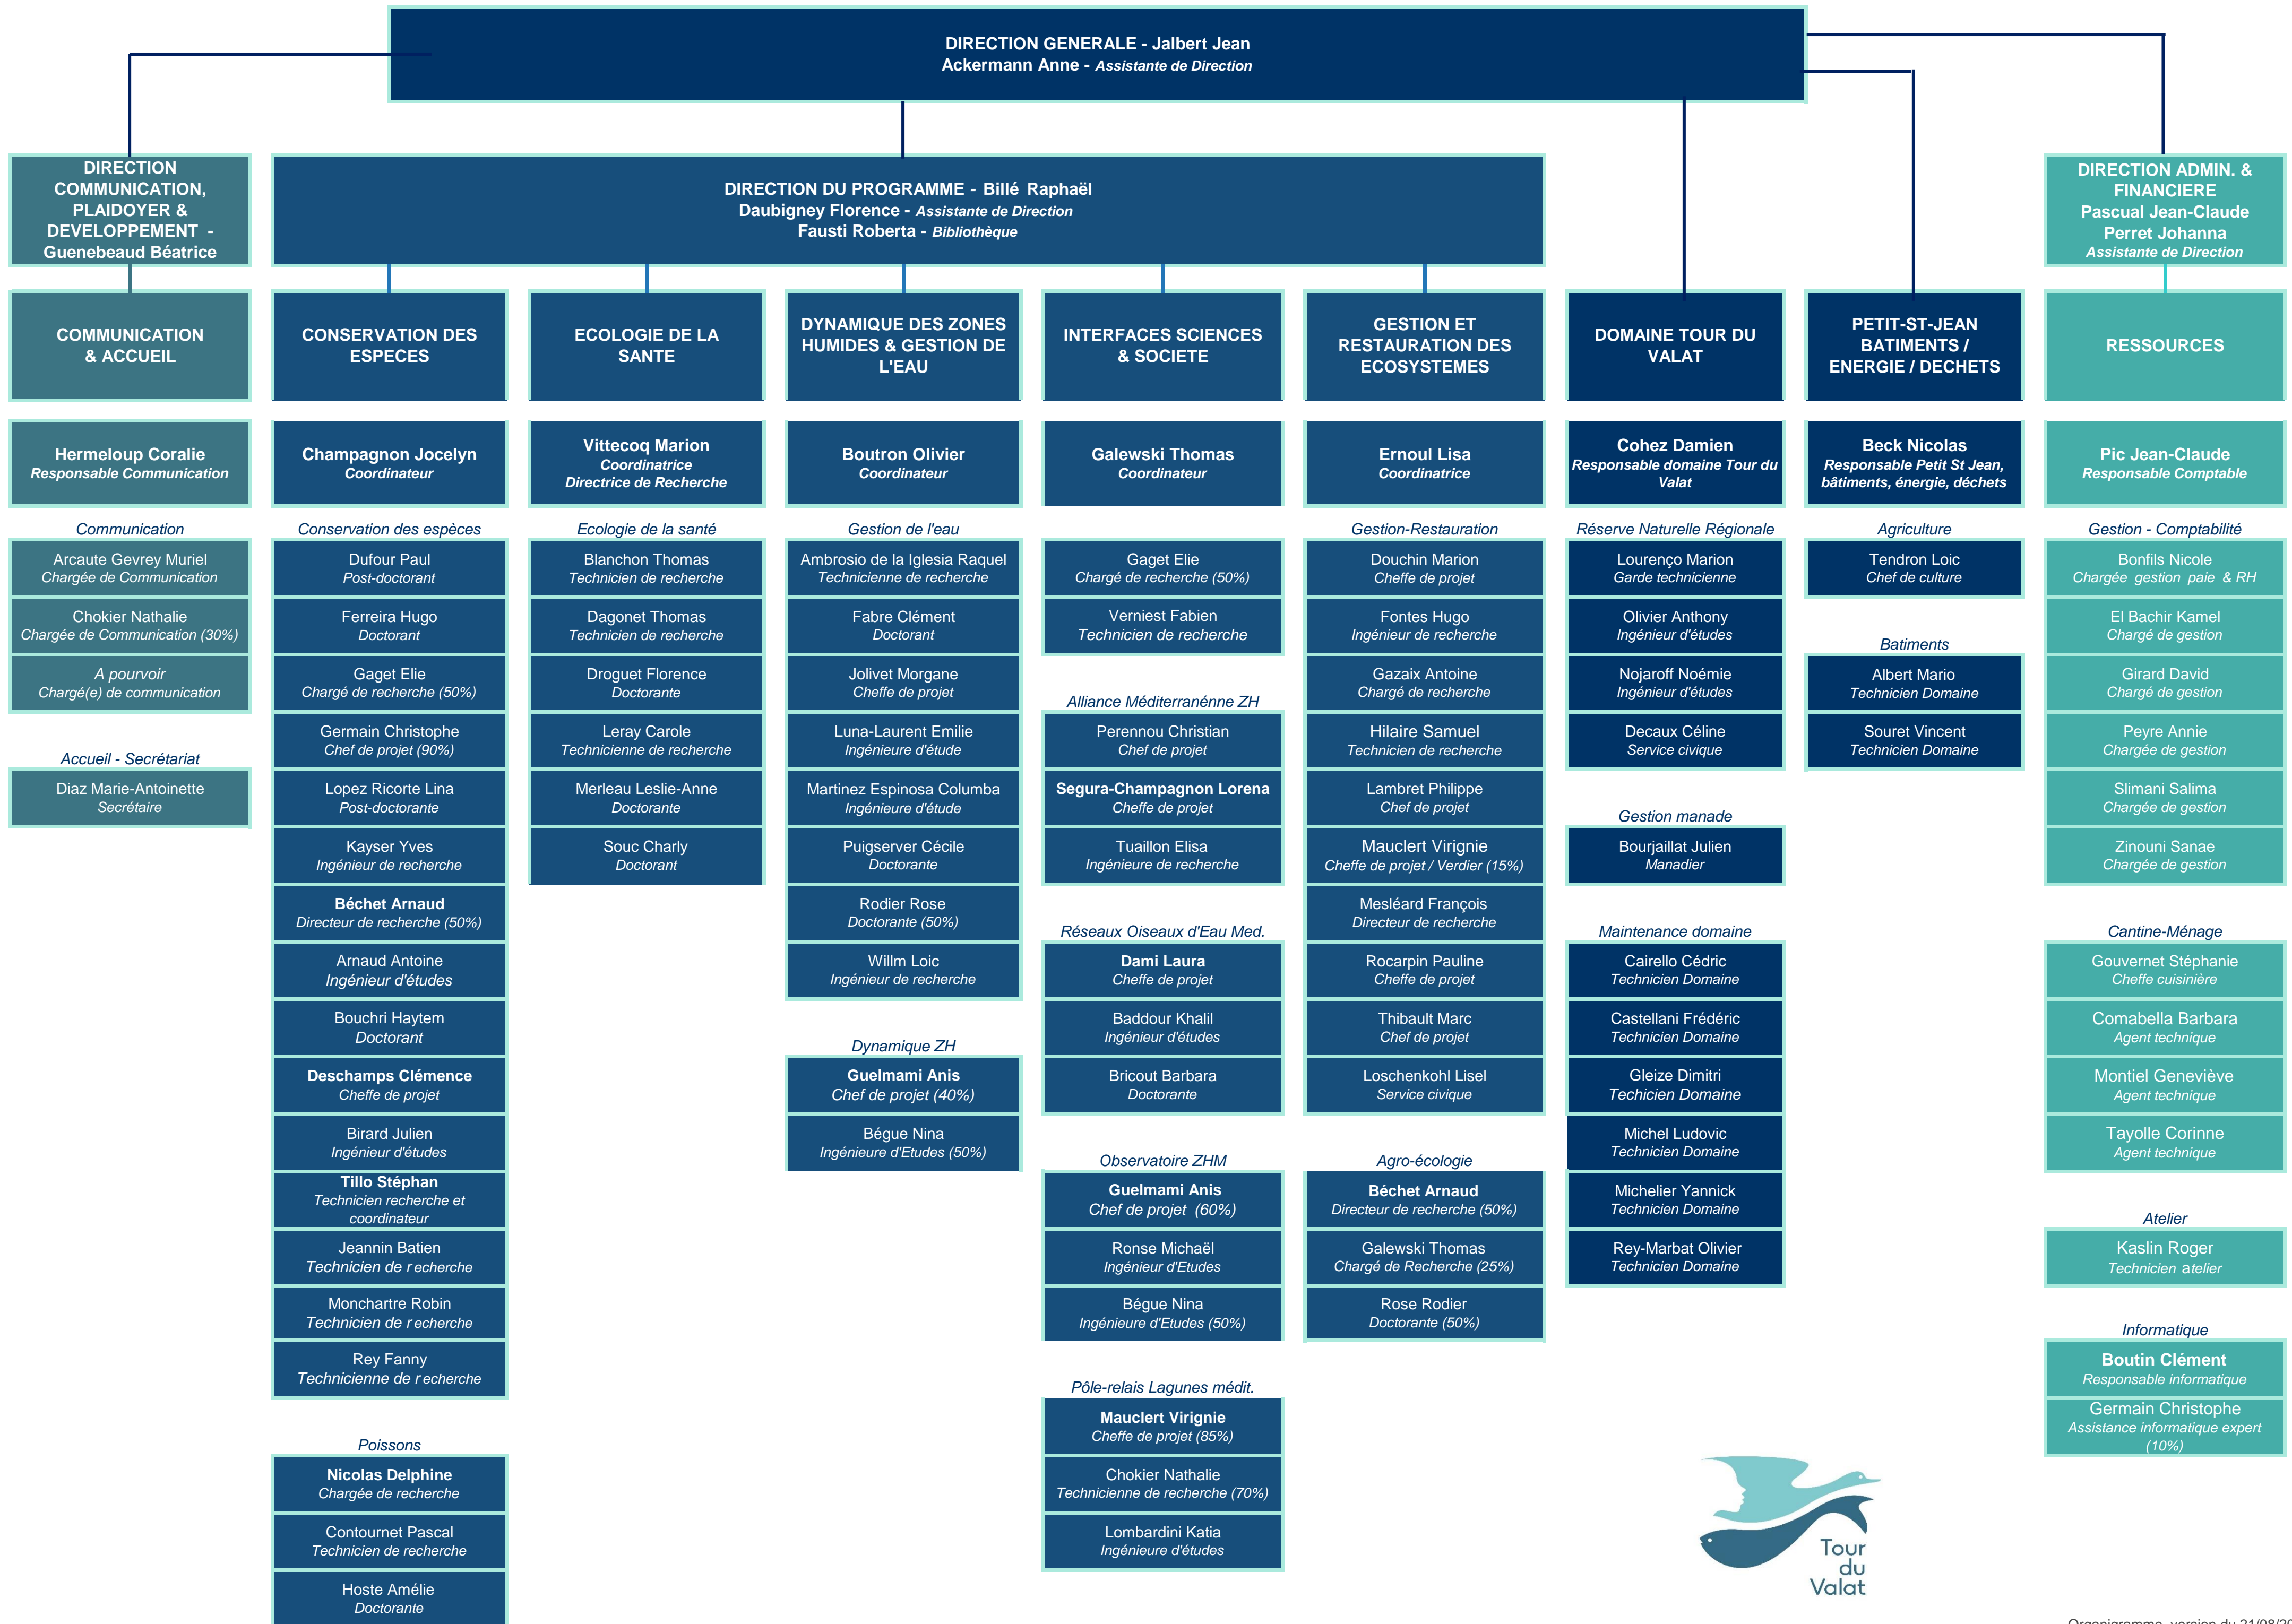 DIRECTION GENERALE - Jalbert Jean
Ackermann Anne - Assistante de Direction
DIRECTION
COMMUNICATION,
PLAIDOYER &
DEVELOPPEMENT -
Guenebeaud Béatrice
DIRECTION DU PROGRAMME - Billé Raphaël
Daubigney Florence - Assistante de Direction
Fausti Roberta - Bibliothèque
DIRECTION ADMIN. &
FINANCIERE
Pascual Jean-Claude
Perret Johanna
Assistante de Direction
COMMUNICATION
& ACCUEIL
Hermeloup Coralie
Responsable Communication
Communication
Arcaute Gevrey Muriel
Chargée de Communication
Chokier Nathalie
Chargée de Communication (30%)
A pourvoir
Chargé(e) de communication
Accueil - Secrétariat
Diaz Marie-Antoinette
Secrétaire
CONSERVATION DES
ESPECES
Champagnon Jocelyn
Coordinateur
Conservation des espèces
Dufour Paul
Post-doctorant
Ferreira Hugo
Doctorant
Gaget Elie
Chargé de recherche (50%)
Germain Christophe
Chef de projet (90%)
Lopez Ricorte Lina
Post-doctorante
Kayser Yves
Ingénieur de recherche
Béchet Arnaud
Directeur de recherche (50%)
Arnaud Antoine
Ingénieur d'études
Bouchri Haytem
Doctorant
Deschamps Clémence
Cheffe de projet
Birard Julien
Ingénieur d'études
Tillo Stéphan
Technicien recherche et
coordinateur
Jeannin Batien
Technicien de r echerche
Monchartre Robin
Technicien de r echerche
Rey Fanny
Technicienne de r echerche
Poissons
Nicolas Delphine
Chargée de recherche
Contournet Pascal
Technicien de recherche
Hoste Amélie
Doctorante
ECOLOGIE DE LA
SANTE
Vittecoq Marion
Coordinatrice
Directrice de Recherche
Ecologie de la santé
Blanchon Thomas
Technicien de recherche
Dagonet Thomas
Technicien de recherche
Droguet Florence
Doctorante
Leray Carole
Technicienne de recherche
Merleau Leslie-Anne
Doctorante
Souc Charly
Doctorant
DYNAMIQUE DES ZONES
HUMIDES & GESTION DE
L'EAU
Boutron Olivier
Coordinateur
Gestion de l'eau
Ambrosio de la Iglesia Raquel
Technicienne de recherche
Fabre Clément
Doctorant
Jolivet Morgane
Cheffe de projet
Luna-Laurent Emilie
Ingénieure d'étude
Martinez Espinosa Columba
Ingénieure d'étude
Puigserver Cécile
Doctorante
Rodier Rose
Doctorante (50%)
Willm Loic
Ingénieur de recherche
Dynamique ZH
Guelmami Anis
Chef de projet (40%)
Bégue Nina
Ingénieure d'Etudes (50%)
INTERFACES SCIENCES
& SOCIETE
Galewski Thomas
Coordinateur
Gaget Elie
Chargé de recherche (50%)
Verniest Fabien
Technicien de recherche
Alliance Méditerranénne ZH
Perennou Christian
Chef de projet
Segura-Champagnon Lorena
Cheffe de projet
Tuaillon Elisa
Ingénieure de recherche
Réseaux Oiseaux d'Eau Med.
Dami Laura
Cheffe de projet
Baddour Khalil
Ingénieur d'études
Bricout Barbara
Doctorante
Observatoire ZHM
Guelmami Anis
Chef de projet (60%)
Ronse Michaël
Ingénieur d'Etudes
Bégue Nina
Ingénieure d'Etudes (50%)
Pôle-relais Lagunes médit.
Mauclert Virignie
Cheffe de projet (85%)
Chokier Nathalie
Technicienne de recherche (70%)
Lombardini Katia
Ingénieure d'études
GESTION ET
RESTAURATION DES
ECOSYSTEMES
Ernoul Lisa
Coordinatrice
Gestion-Restauration
Douchin Marion
Cheffe de projet
Fontes Hugo
Ingénieur de recherche
Gazaix Antoine
Chargé de recherche
Hilaire Samuel
Technicien de recherche
Lambret Philippe
Chef de projet
Mauclert Virignie
Cheffe de projet / Verdier (15%)
Mesléard François
Directeur de recherche
Rocarpin Pauline
Cheffe de projet
Thibault Marc
Chef de projet
Loschenkohl Lisel
Service civique
Agro-écologie
Béchet Arnaud
Directeur de recherche (50%)
Galewski Thomas
Chargé de Recherche (25%)
Rose Rodier
Doctorante (50%)
DOMAINE TOUR DU
VALAT
Cohez Damien
Responsable domaine Tour du
Valat
Réserve Naturelle Régionale
Lourenço Marion
Garde technicienne
Olivier Anthony
Ingénieur d'études
Nojaroff Noémie
Ingénieur d'études
Decaux Céline
Service civique
Gestion manade
Bourjaillat Julien
Manadier
Maintenance domaine
Cairello Cédric
Technicien Domaine
Castellani Frédéric
Technicien Domaine
Gleize Dimitri
Techicien Domaine
Michel Ludovic
Technicien Domaine
Michelier Yannick
Technicien Domaine
Rey-Marbat Olivier
Technicien Domaine
PETIT-ST-JEAN
BATIMENTS /
ENERGIE / DECHETS
Beck Nicolas
Responsable Petit St Jean,
bâtiments, énergie, déchets
Agriculture
Tendron Loic
Chef de culture
Batiments
Albert Mario
Technicien Domaine
Souret Vincent
Technicien Domaine
RESSOURCES
Pic Jean-Claude
Responsable Comptable
Gestion - Comptabilité
Bonfils Nicole
Chargée gestion paie & RH
El Bachir Kamel
Chargé de gestion
Girard David
Chargé de gestion
Peyre Annie
Chargée de gestion
Slimani Salima
Chargée de gestion
Zinouni Sanae
Chargée de gestion
Cantine-Ménage
Gouvernet Stéphanie
Cheffe cuisinière
Comabella Barbara
Agent technique
Montiel Geneviève
Agent technique
Tayolle Corinne
Agent technique
Atelier
Kaslin Roger
Technicien atelier
Informatique
Boutin Clément
Responsable informatique
Germain Christophe
Assistance informatique expert
(10%)
Tour
du
Valat
Organigramme version du